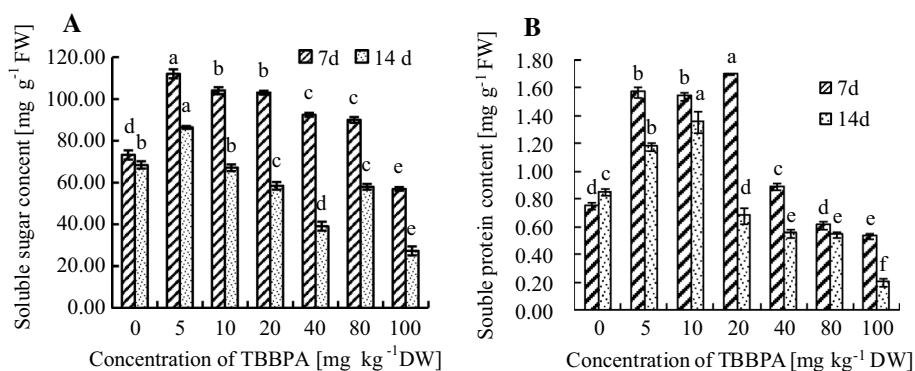 A
Soluble sugar concent [mg g-1 FW]
7d 14 d
120.00
100.00
80.00
60.00
40.00
20.00
0.00
d b a a b b b c c d c c e e
0 5 10 20 40 80 100
Concentration of TBBPA [mg kg-1DW]
B
Souble protein content [mg g-1 FW]
7d
14d
1.80
1.60
1.40
1.20
1.00
0.80
0.60
0.40
0.20
0.00
d c b b b a a d c e d e e f
0 5 10 20 40 80 100
Concentration of TBBPA [mg kg-1 DW]